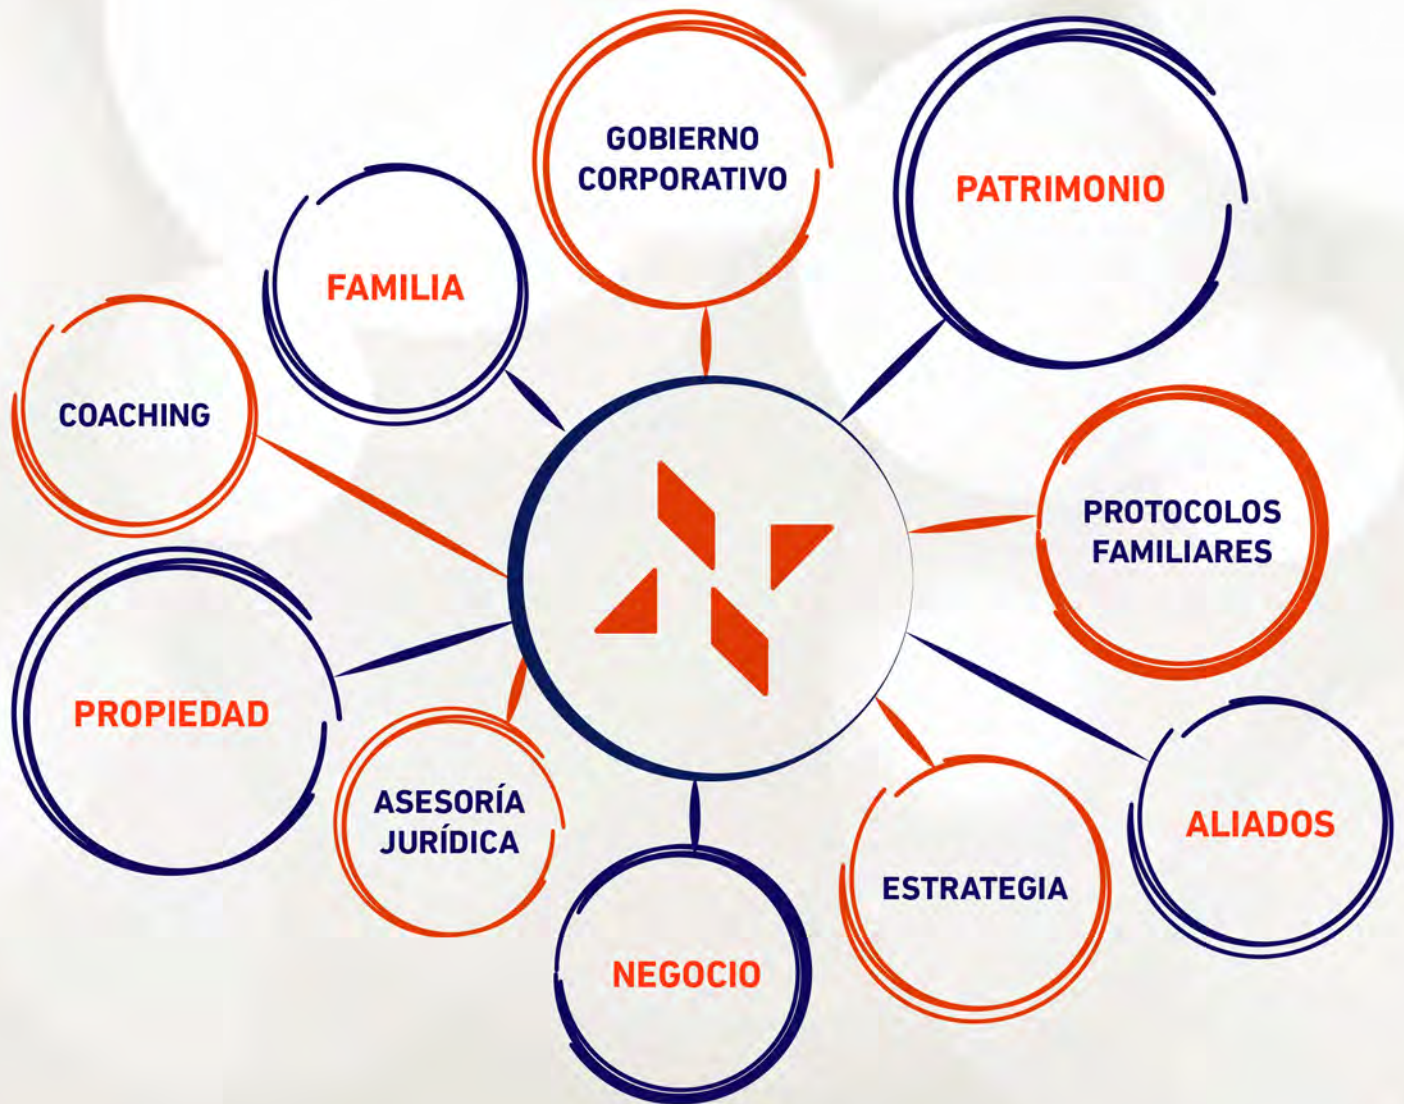 GOBIERNO
CORPORATIVO
PATRIMONIO
FAMILIA
COACHING
PROTOCOLOS
FAMILIARES
PROPIEDAD
ASESORÍA
JURÍDICA
ALIADOS
ESTRATEGIA
NEGOCIO